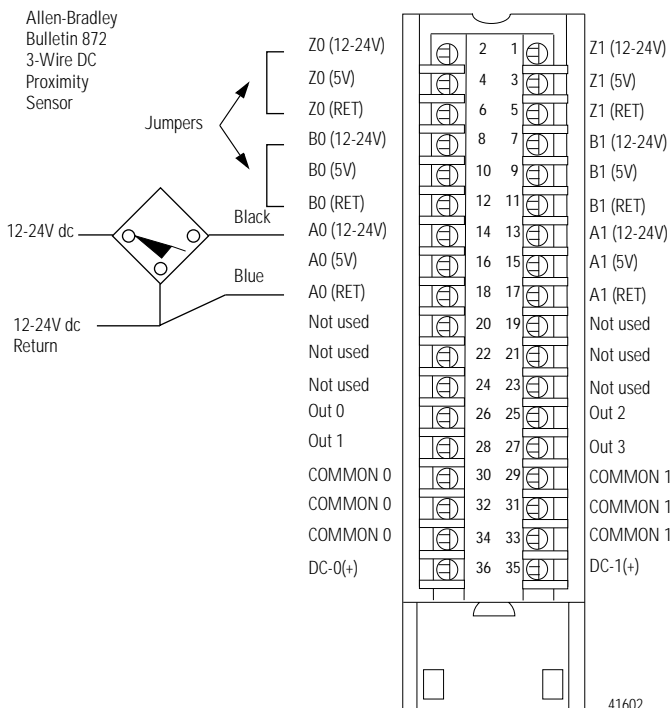 Allen-Bradley
Bulletin 872
3-Wire DC
Proximity
Sensor
Jumpers
12-24V dc
Black
Blue
12-24V dc
Return
Z0 (12-24V) 2 1 Z1 (12-24V)
Z0 (5V) 4 3 Z1 (5V)
Z0 (RET) 6 5 Z1 (RET)
B0 (12-24V) 8 7 B1 (12-24V)
B0 (5V) 10 9 B1 (5V)
B0 (RET) 12 11 B1 (RET)
A0 (12-24V) 14 13 A1 (12-24V)
A0 (5V) 16 15 A1 (5V)
A0 (RET) 18 17 A1 (RET)
Not used 20 19 Not used
Not used 22 21 Not used
Not used 24 23 Not used
Out 0 26 25 Out 2
Out 1 28 27 Out 3
COMMON 0 30 29 COMMON 1
COMMON 0 32 31 COMMON 1
COMMON 0 34 33 COMMON 1
DC-0(+) 36 35 DC-1(+)
41602